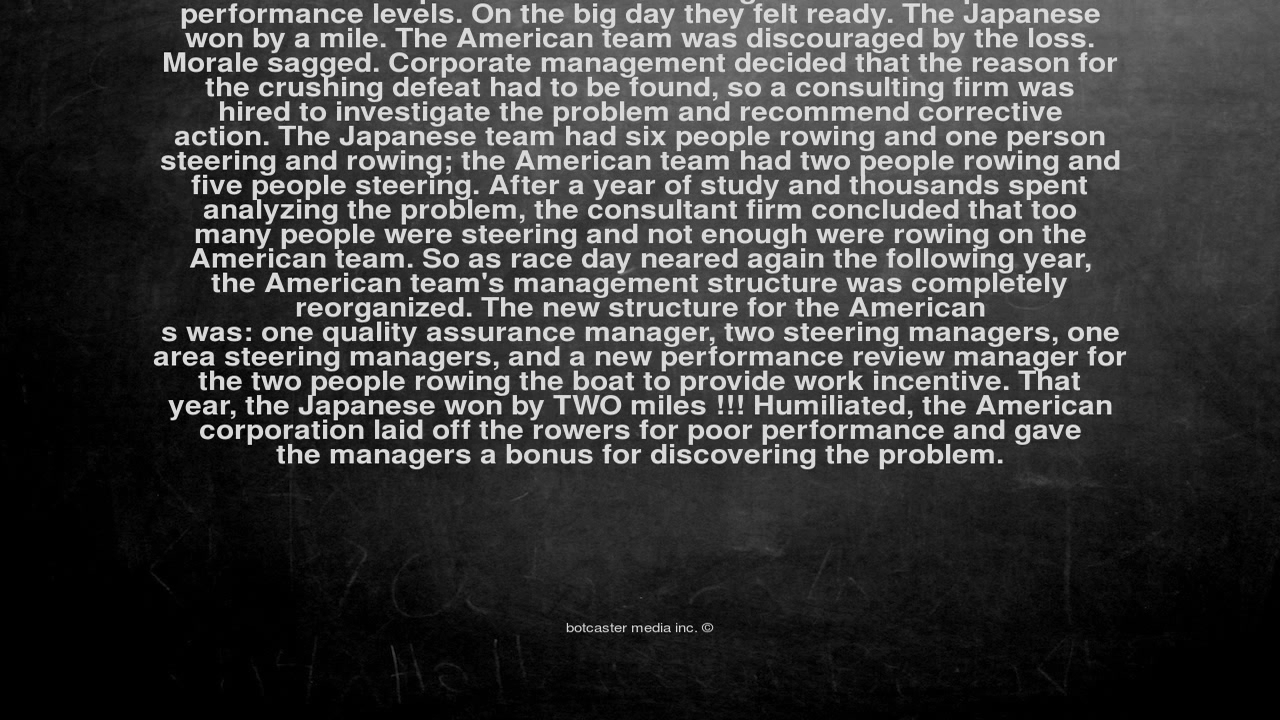 performance levels. On the big day they felt ready. The Japanese
won by a mile. The American team was discouraged by the loss.
Morale sagged. Corporate management decided that the reason for
the crushing defeat had to be found, so a consulting firm was
hired to investigate the problem and recommend corrective
action. The Japanese team had six people rowing and one person
steering and rowing; the American team had two people rowing and
five people steering. After a year of study and thousands spent
analyzing the problem, the consultant firm concluded that too
many people were steering and not enough were rowing on the
American team. So as race day neared again the following year,
the American team's management structure was completely
reorganized. The new structure for the American
s was: one quality assurance manager, two steering managers, one
area steering managers, and a new performance review manager for
the two people rowing the boat to provide work incentive. That
year, the Japanese won by TWO miles !!! Humiliated, the American
corporation laid off the rowers for poor performance and gave
the managers a bonus for discovering the problem.
botcaster media inc. ©